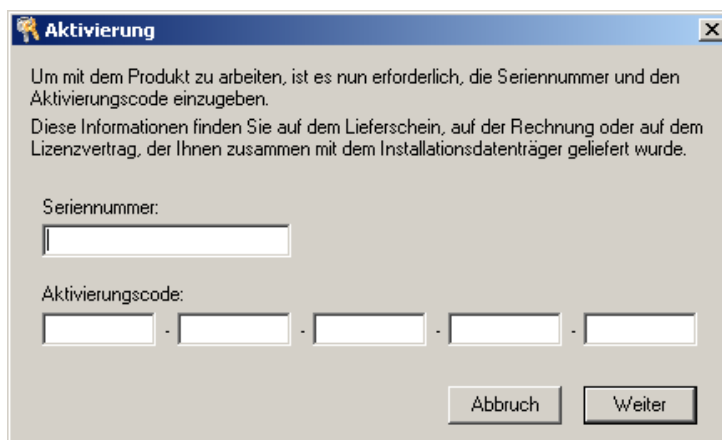 Aktivierung
Um mit dem Produkt zu arbeiten, ist es nun erforderlich, die Seriennummer und den
Aktivierungscode einzugeben.
Diese Informationen finden Sie auf dem Lieferschein, auf der Rechnung oder auf dem
Lizenzvertrag, der Ihnen zusammen mit dem Installationsdatenträger geliefert wurde.
Seriennummer:
Aktivierungscode:
- - - -
Abbruch Weiter